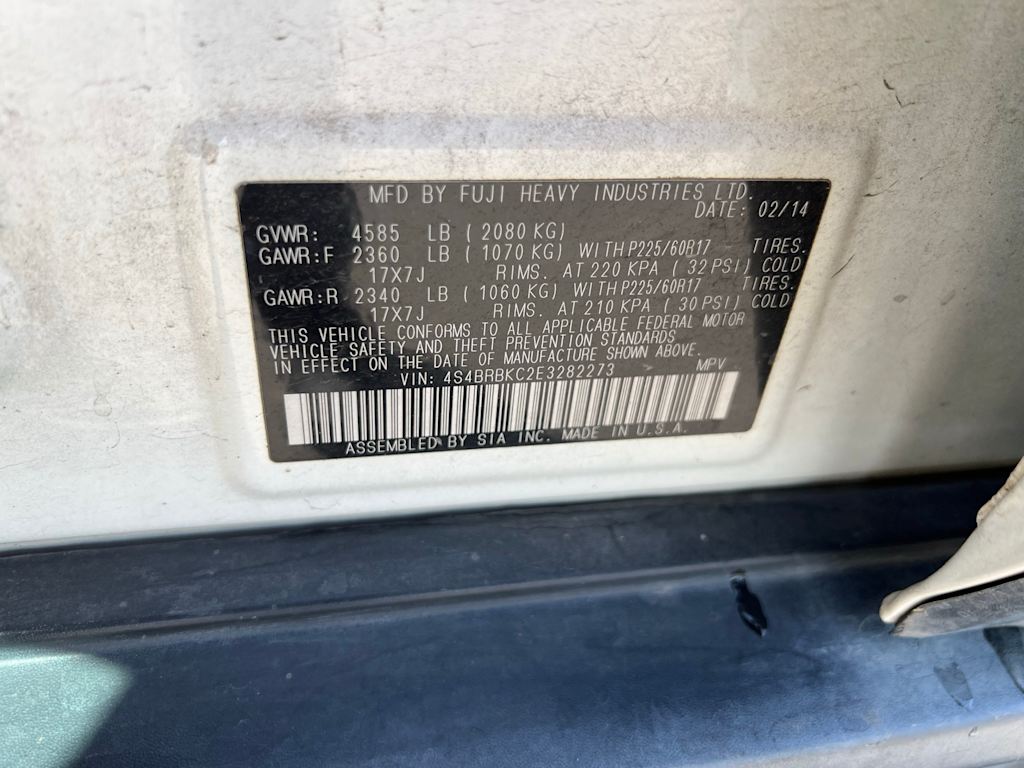 MFD BY FUJI HEAVY INDUSTRIES LTD.
DATE: 02/14
GVWR: 4585 LB ( 2080 KG)
GAWR:F 2360 LB ( 1070 KG) WITH P225/60R17 TIRES.
17X7J RIMS. AT 220 KPA ( 32 PSI) COLD
GAWR:R 2340 LB ( 1060 KG) WITH P225/60R17 TIRES.
17X7J RIMS. AT 210 KPA ( 30 PSI) COLD
THIS VEHICLE CONFORMS TO ALL APPLICABLE FEDERAL MOTOR
VEHICLE SAFETY AND THEFT PREVENTION STANDARDS
IN EFFECT ON THE DATE OF MANUFACTURE SHOWN ABOVE.
VIN: 4S4BRBKC2E3282273 MPV
ASSEMBLED BY SIA INC. MADE IN U.S.A.